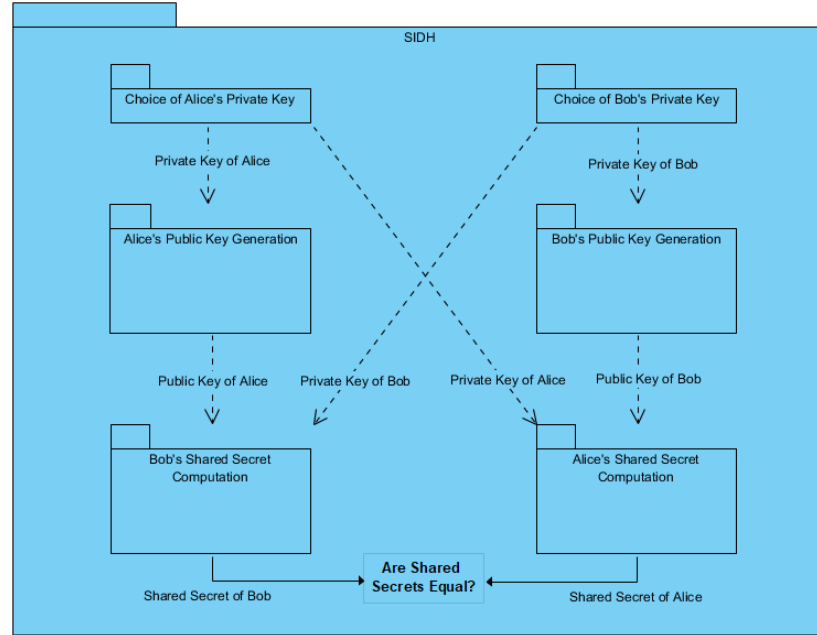 SIDH
Choice of Alice's Private Key
Choice of Bob's Private Key
Private Key of Alice
Private Key of Bob
Alice's Public Key Generation
Bob's Public Key Generation
Public Key of Alice
Private Key of Bob
Private Key of Alice
Public Key of Bob
Bob's Shared Secret
Computation
Alice's Shared Secret
Computation
Are Shared
Secrets Equal?
Shared Secret of Bob
Shared Secret of Alice